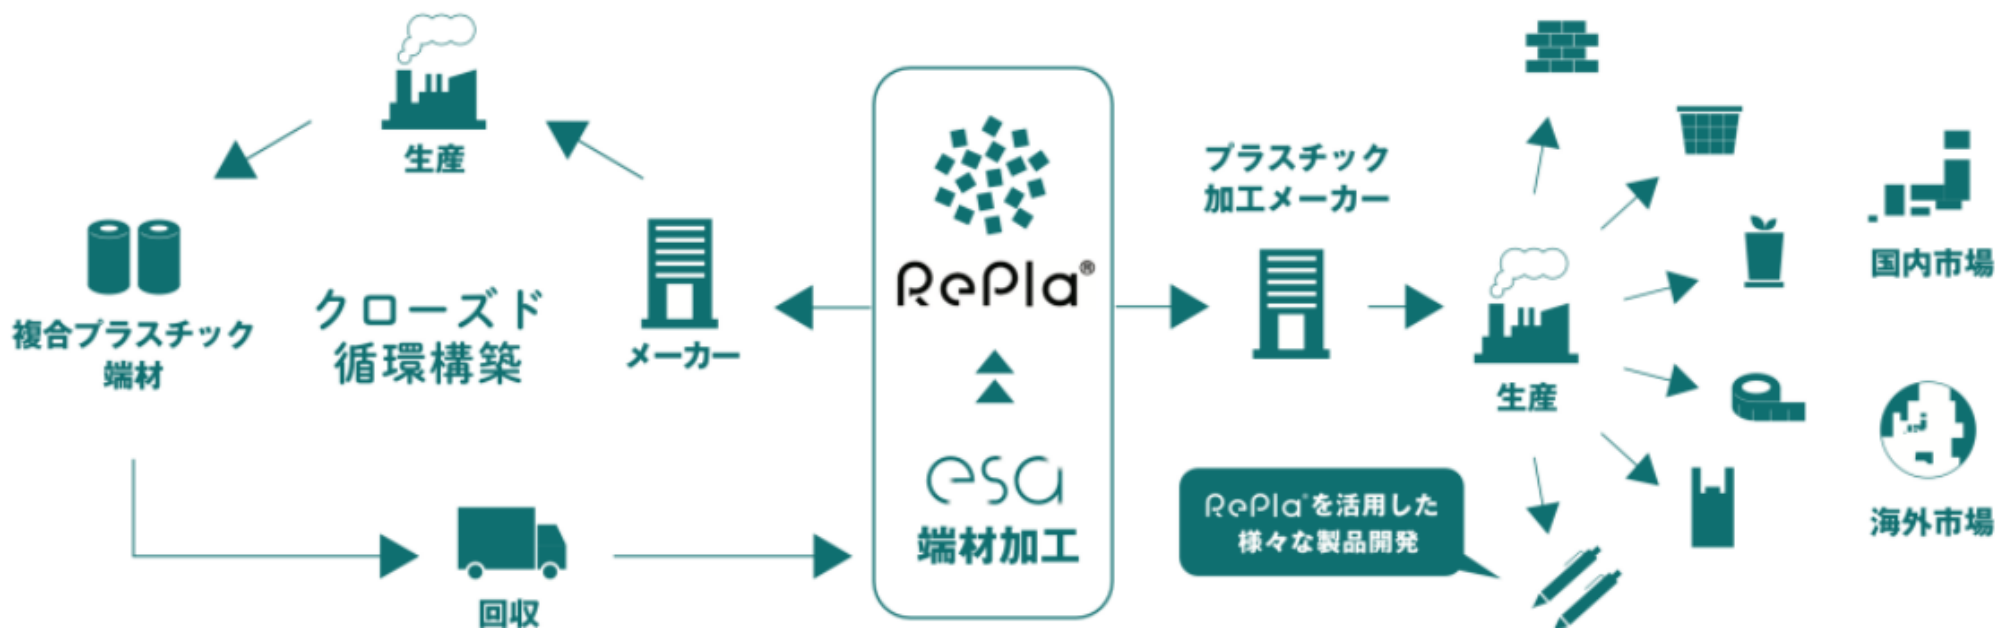 生産
複合プラスチック
端材
クローズド
循環構築
メーカー
回収
RePla®
esa
端材加工
プラスチック
加工メーカー
生産
RePla®を活用した
様々な製品開発
国内市場
海外市場